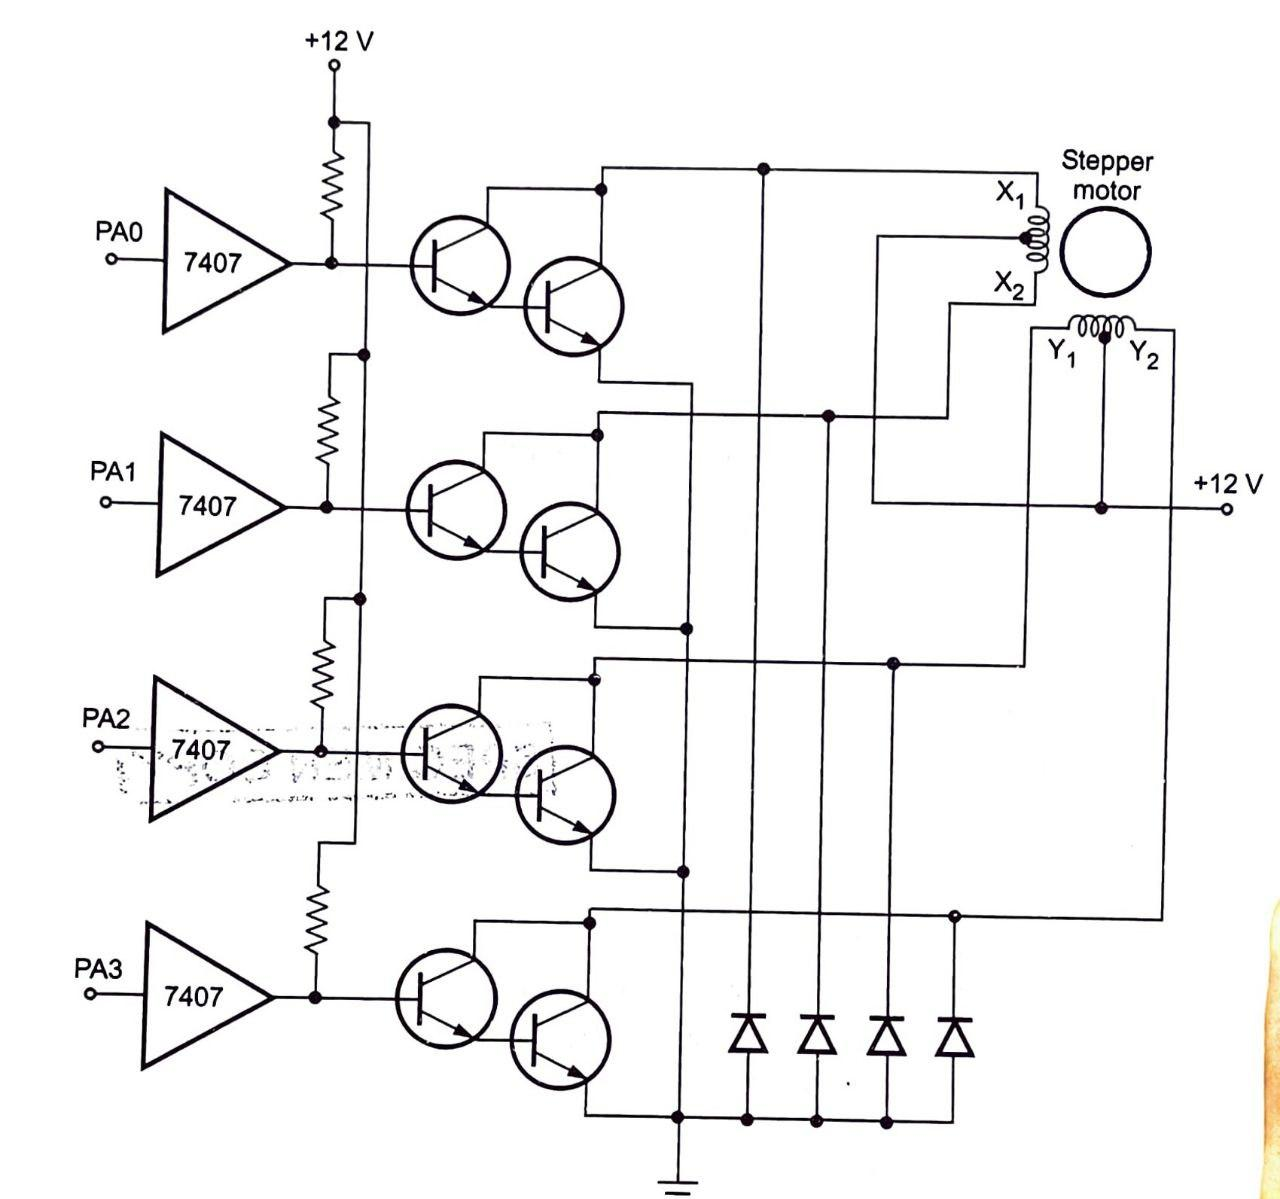 +12 V
Stepper
motor
X1
PA0
7407
X2
Y1
Y2
PA1
7407
+12 V
PA2
7407
PA3
7407